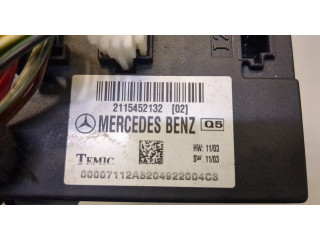 2115452132 [02]
MERCEDES BENZ Q5
HW: 11/03
SW 11/03
TEMIC
00007112A8204922004C3